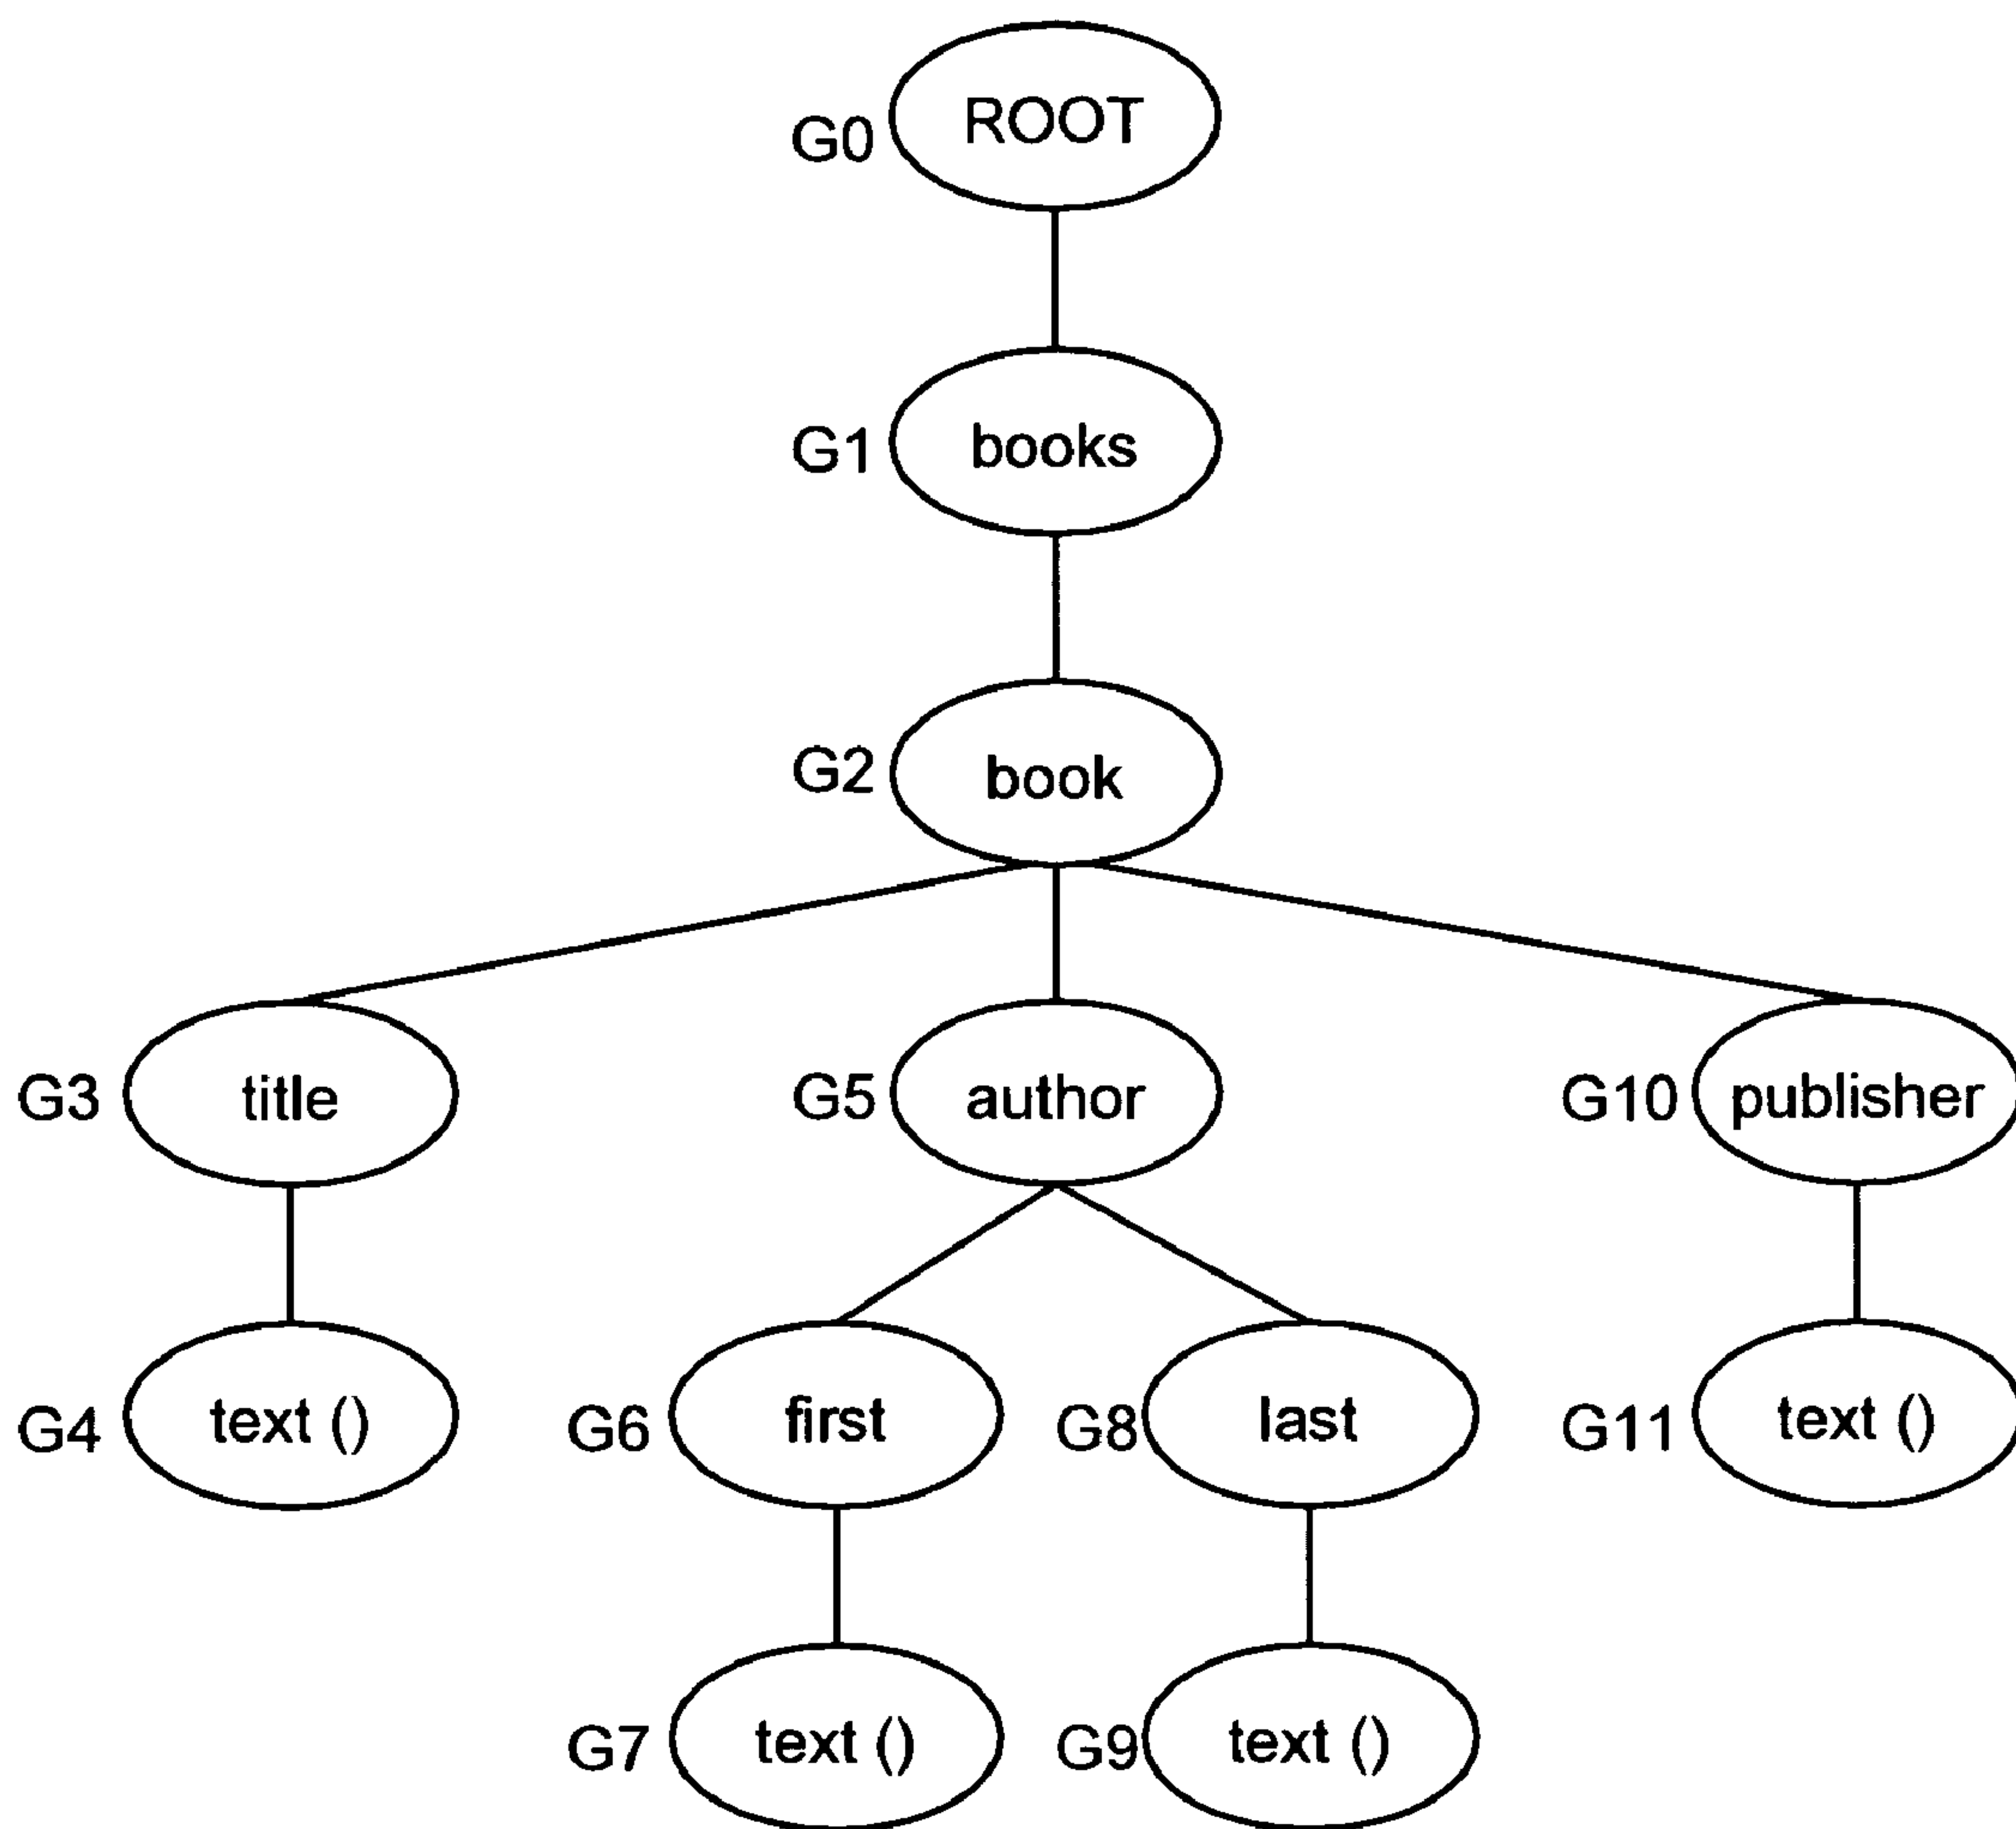 G0 ROOT
G1 books
G2 book
G3 title G5 author G10 publisher
G4 text () G6 first G8 last G11 text ()
G7 text () G9 text ()